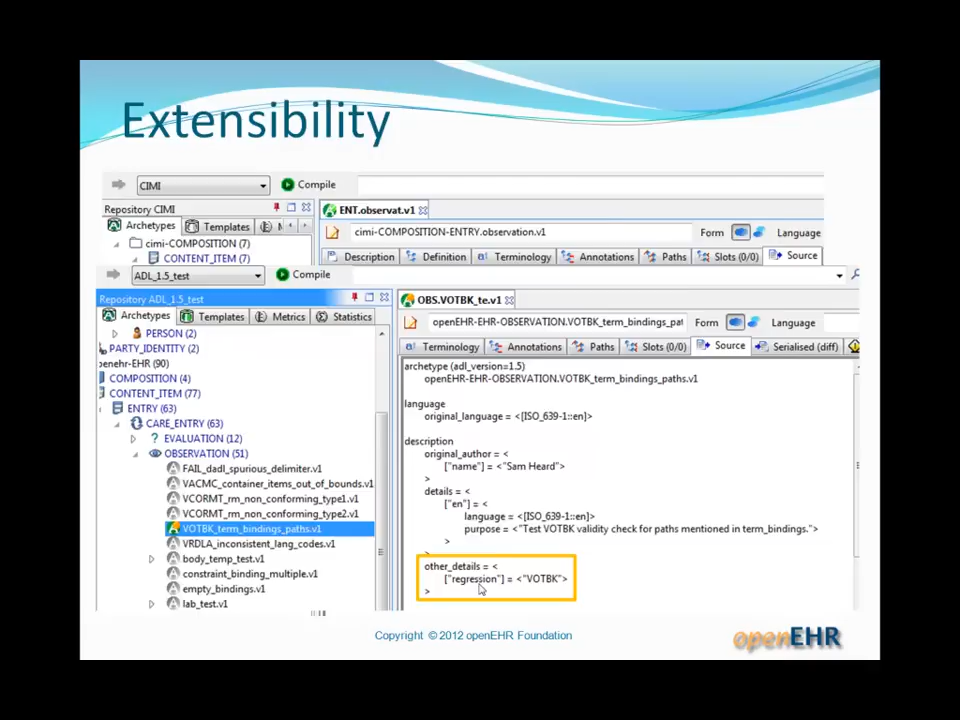 Extensibility
CIMI
Compile
Repository CIMI
ENT.observat.v1
Archetypes
Templates
cimi-COMPOSITION-ENTRY.observation.v1
Form
Language
cimi-COMPOSITION (7)
CONTENT_ITEM (7)
Description
Definition
Terminology
Annotations
Paths
Slots (0/0)
Source
ADL_1.5_test
Compile
Repository ADL_1.5_test
OBS.VOTBK_te.v1
Archetypes
Templates
Metrics
Statistics
openEHR-EHR-OBSERVATION.VOTBK_term_bindings_pat
Form
Language
Terminology
Annotations
Paths
Slots (0/0)
Source
Serialised (diff)
PERSON (2)
PARTY_IDENTITY (2)
penehr-EHR (90)
COMPOSITION (4)
CONTENT_ITEM (77)
ENTRY (63)
CARE_ENTRY (63)
EVALUATION (12)
OBSERVATION (51)
FAIL_dadl_spurious_delimiter.v1
VACMC_container_items_out_of_bounds.v1
VCORMT_rm_non_conforming_type1.v1
VCORMT_rm_non_conforming_type2.v1
VOTBK_term_bindings_paths.v1
VRDLA_inconsistent_lang_codes.v1
body_temp_test.v1
constraint_binding_multiple.v1
empty_bindings.v1
lab_test.v1
archetype (adl_version=1.5)
openEHR-EHR-OBSERVATION.VOTBK_term_bindings_paths.v1
language
original_language = <[ISO_639-1::en]>
description
original_author = <
["name"] = <"Sam Heard">
>
details = <
["en"] = <
language = <[ISO_639-1::en]>
purpose = <"Test VOTBK validity check for paths mentioned in term_bindings.">
>
>
other_details = <
["regression"] = <"VOTBK">
>
Copyright © 2012 openEHR Foundation
openEHR